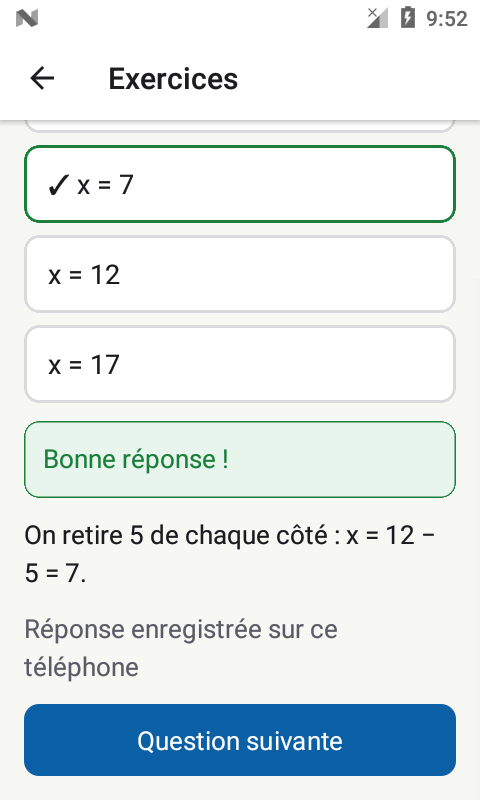 9:52
Exercices
✓ x = 7
x = 12
x = 17
Bonne réponse !
On retire 5 de chaque côté : x = 12 −
5 = 7.
Réponse enregistrée sur ce
téléphone
Question suivante